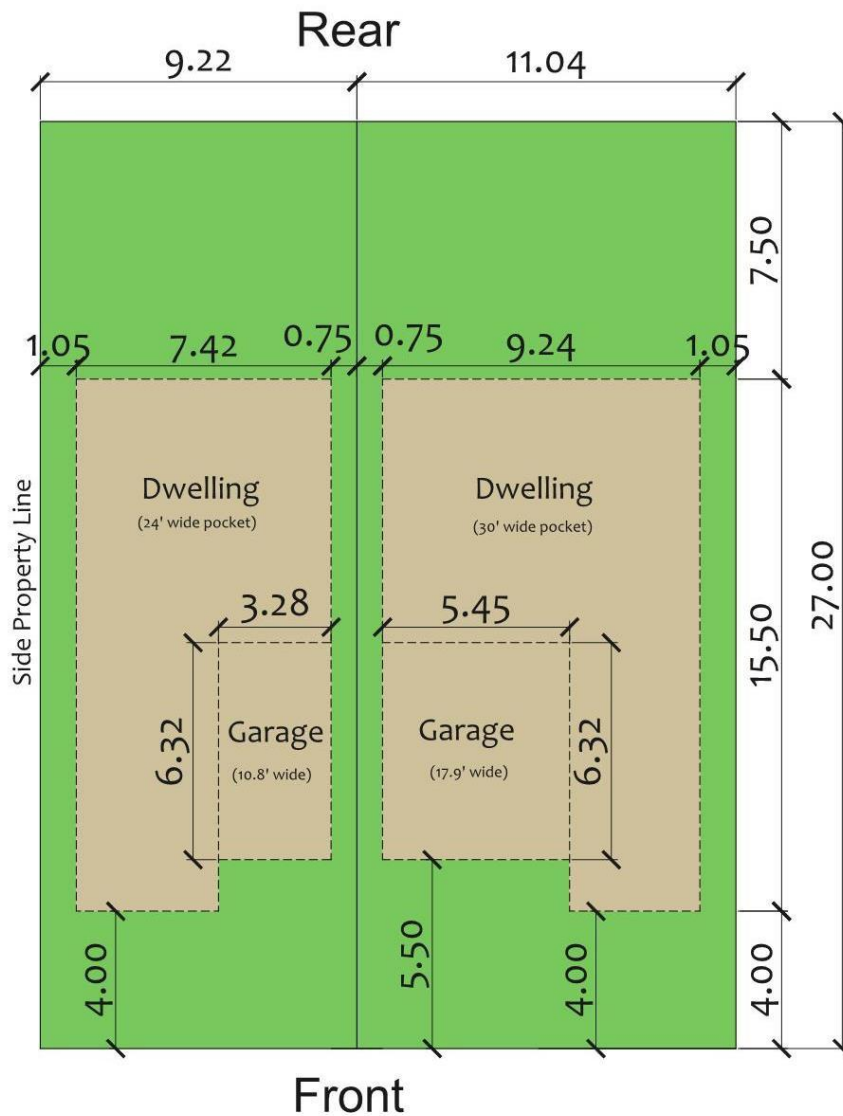 Rear
9.22 11.04
7.50
1.05 7.42 0.75 0.75 9.24 1.05
Side Property Line
Dwelling
(24' wide pocket)
Dwelling
(30' wide pocket)
3.28 5.45
15.50
27.00
6.32
Garage
(10.8' wide)
Garage
(17.9' wide)
6.32
4.00
5.50
4.00
4.00
Front